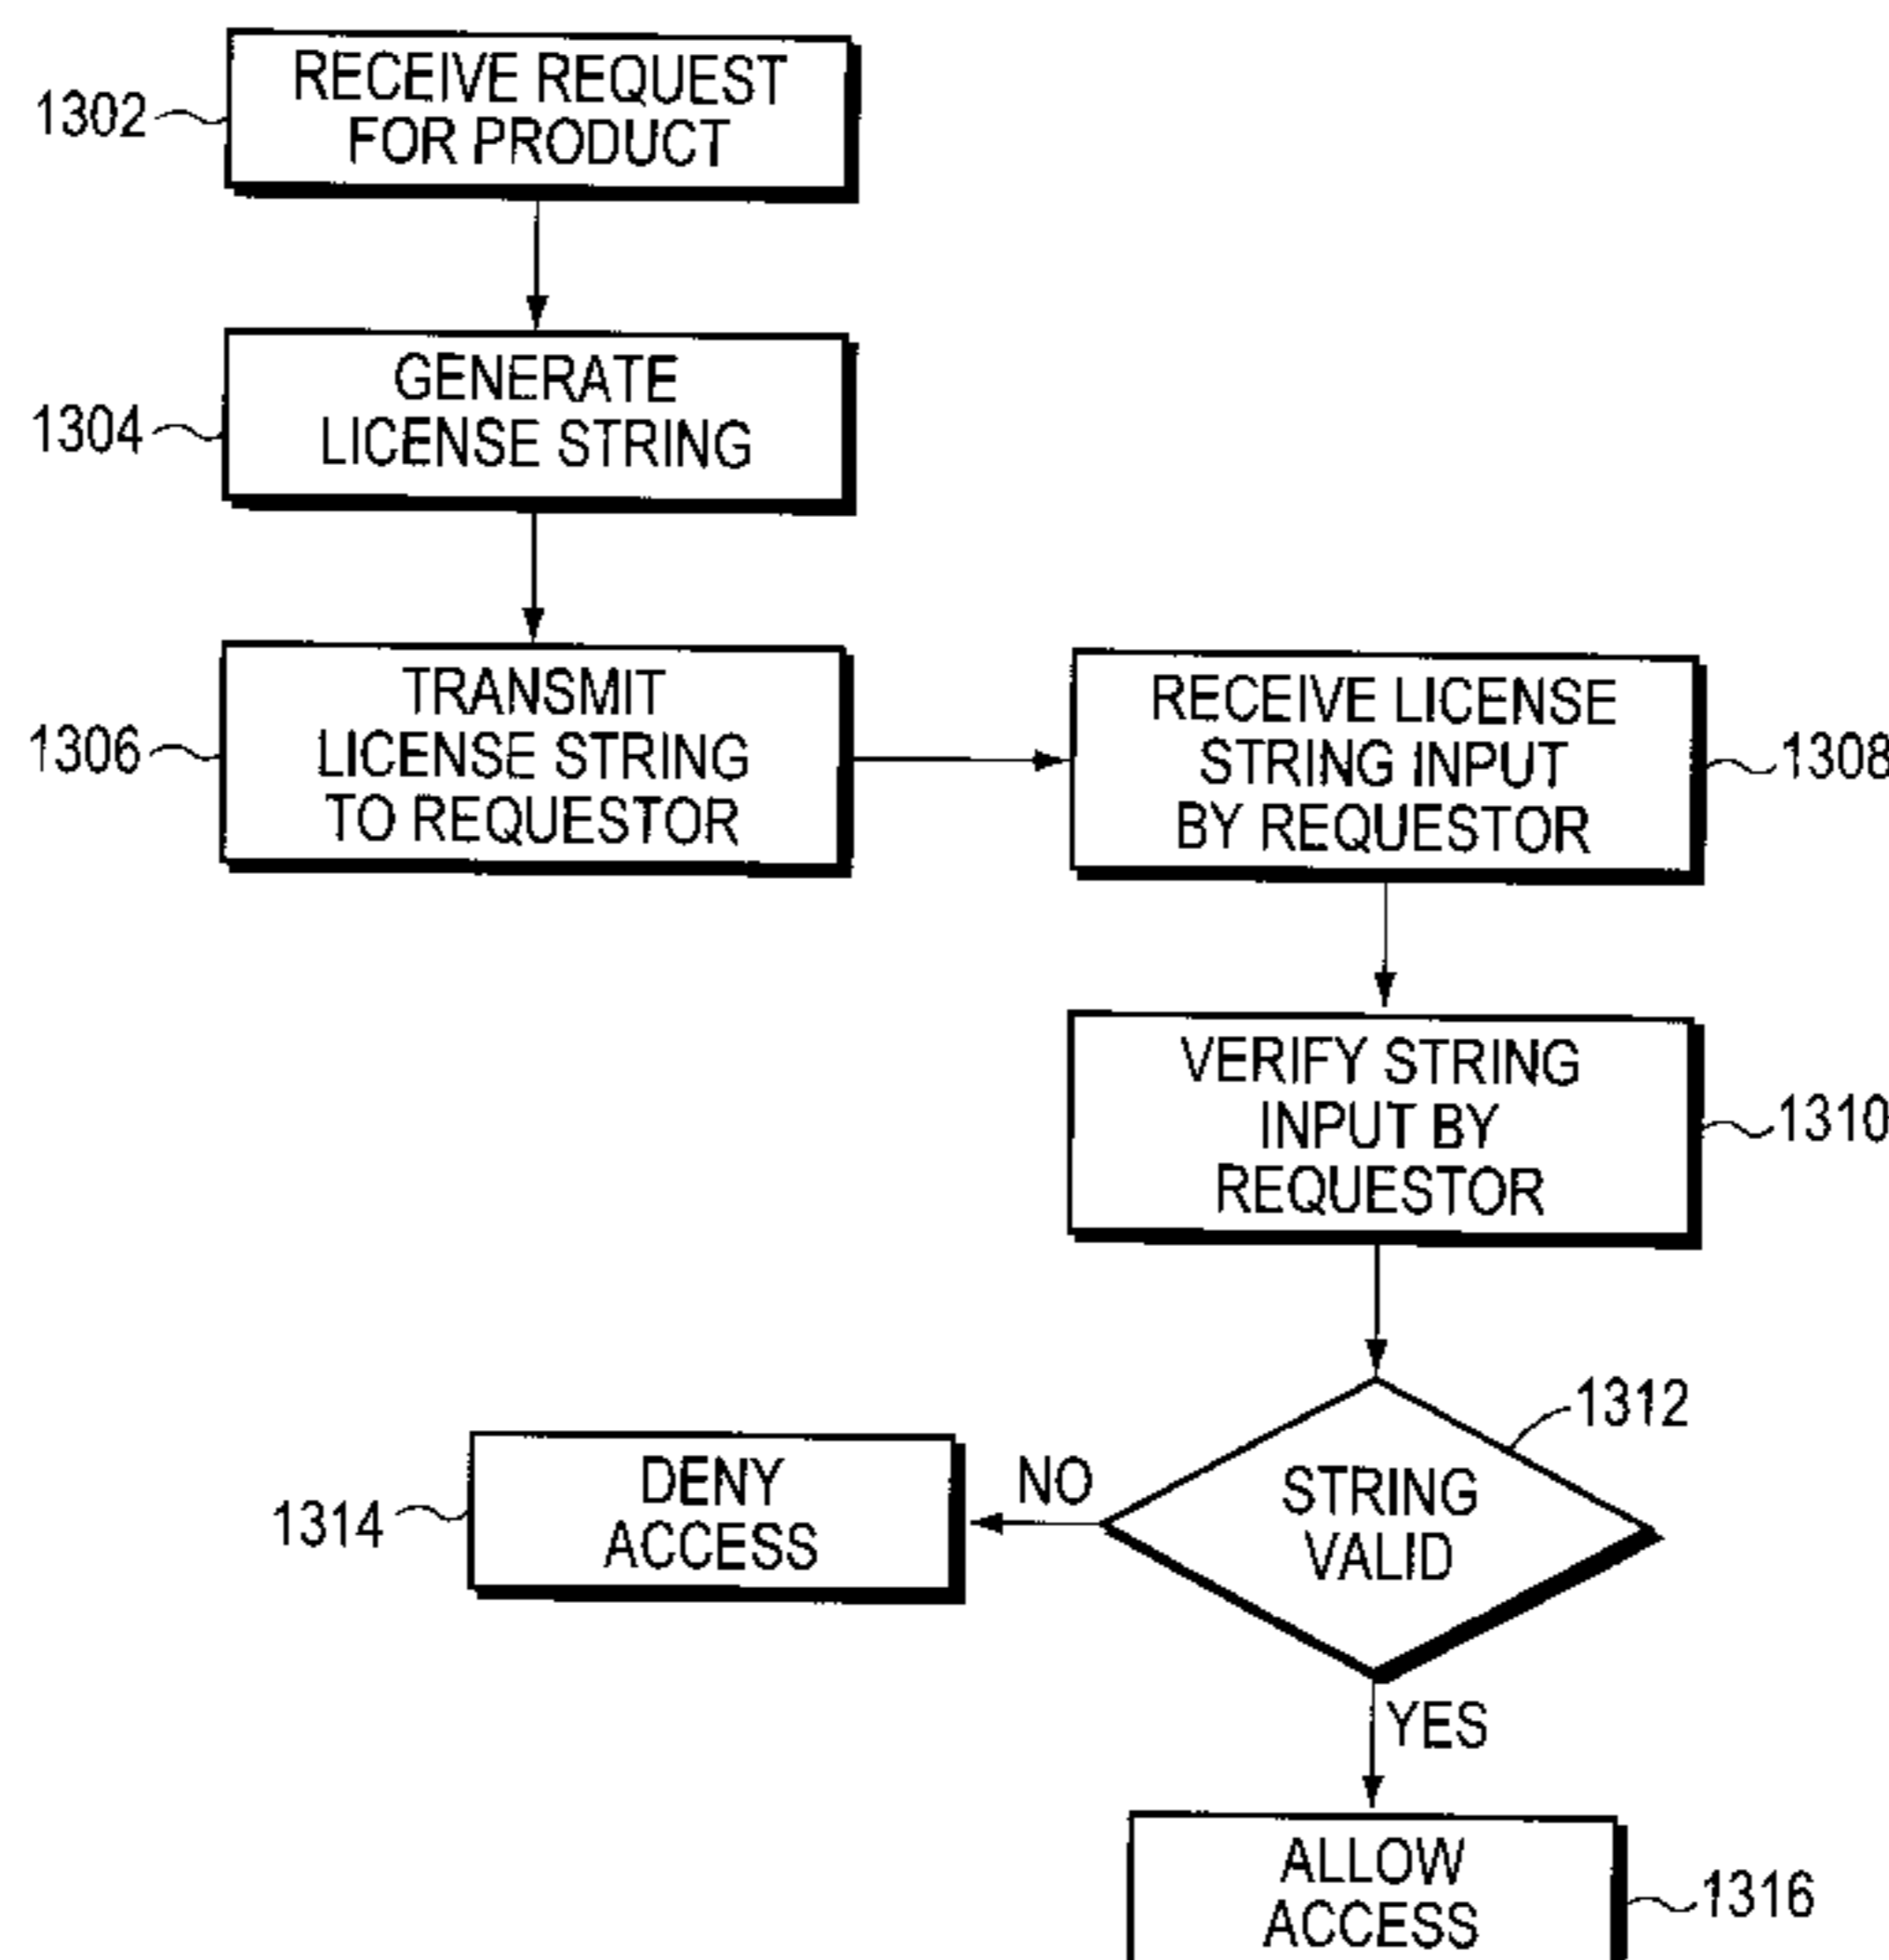 RECEIVE REQUEST
FOR PRODUCT
1302
GENERATE
LICENSE STRING
1304
TRANSMIT
LICENSE STRING
TO REQUESTOR
1306
RECEIVE LICENSE
STRING INPUT
BY REQUESTOR
1308
VERIFY STRING
INPUT BY
REQUESTOR
1310
1312
STRING
VALID
NO
DENY
ACCESS
1314
YES
ALLOW
ACCESS
1316